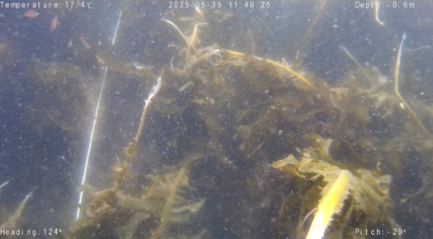 Temperature:17.4℃
2025-05-15 11:40:25
Depth:-0.6m
Heading:124°
Pitch:-29°